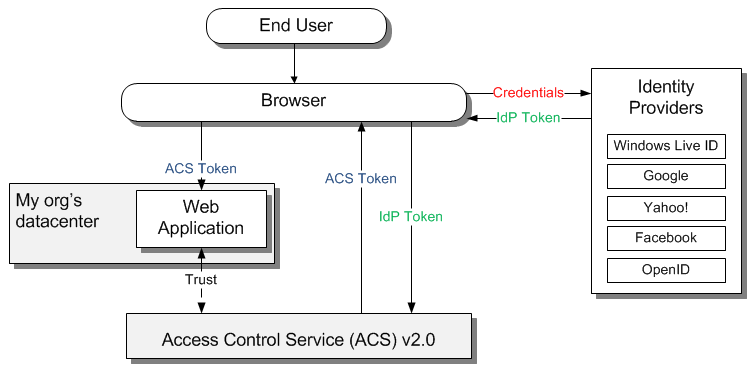 End User
Browser
Credentials
IdP Token
Identity
Providers
Windows Live ID
Google
Yahoo!
Facebook
OpenID
ACS Token
ACS Token
IdP Token
My org's
datacenter
Web
Application
Trust
Access Control Service (ACS) v2.0